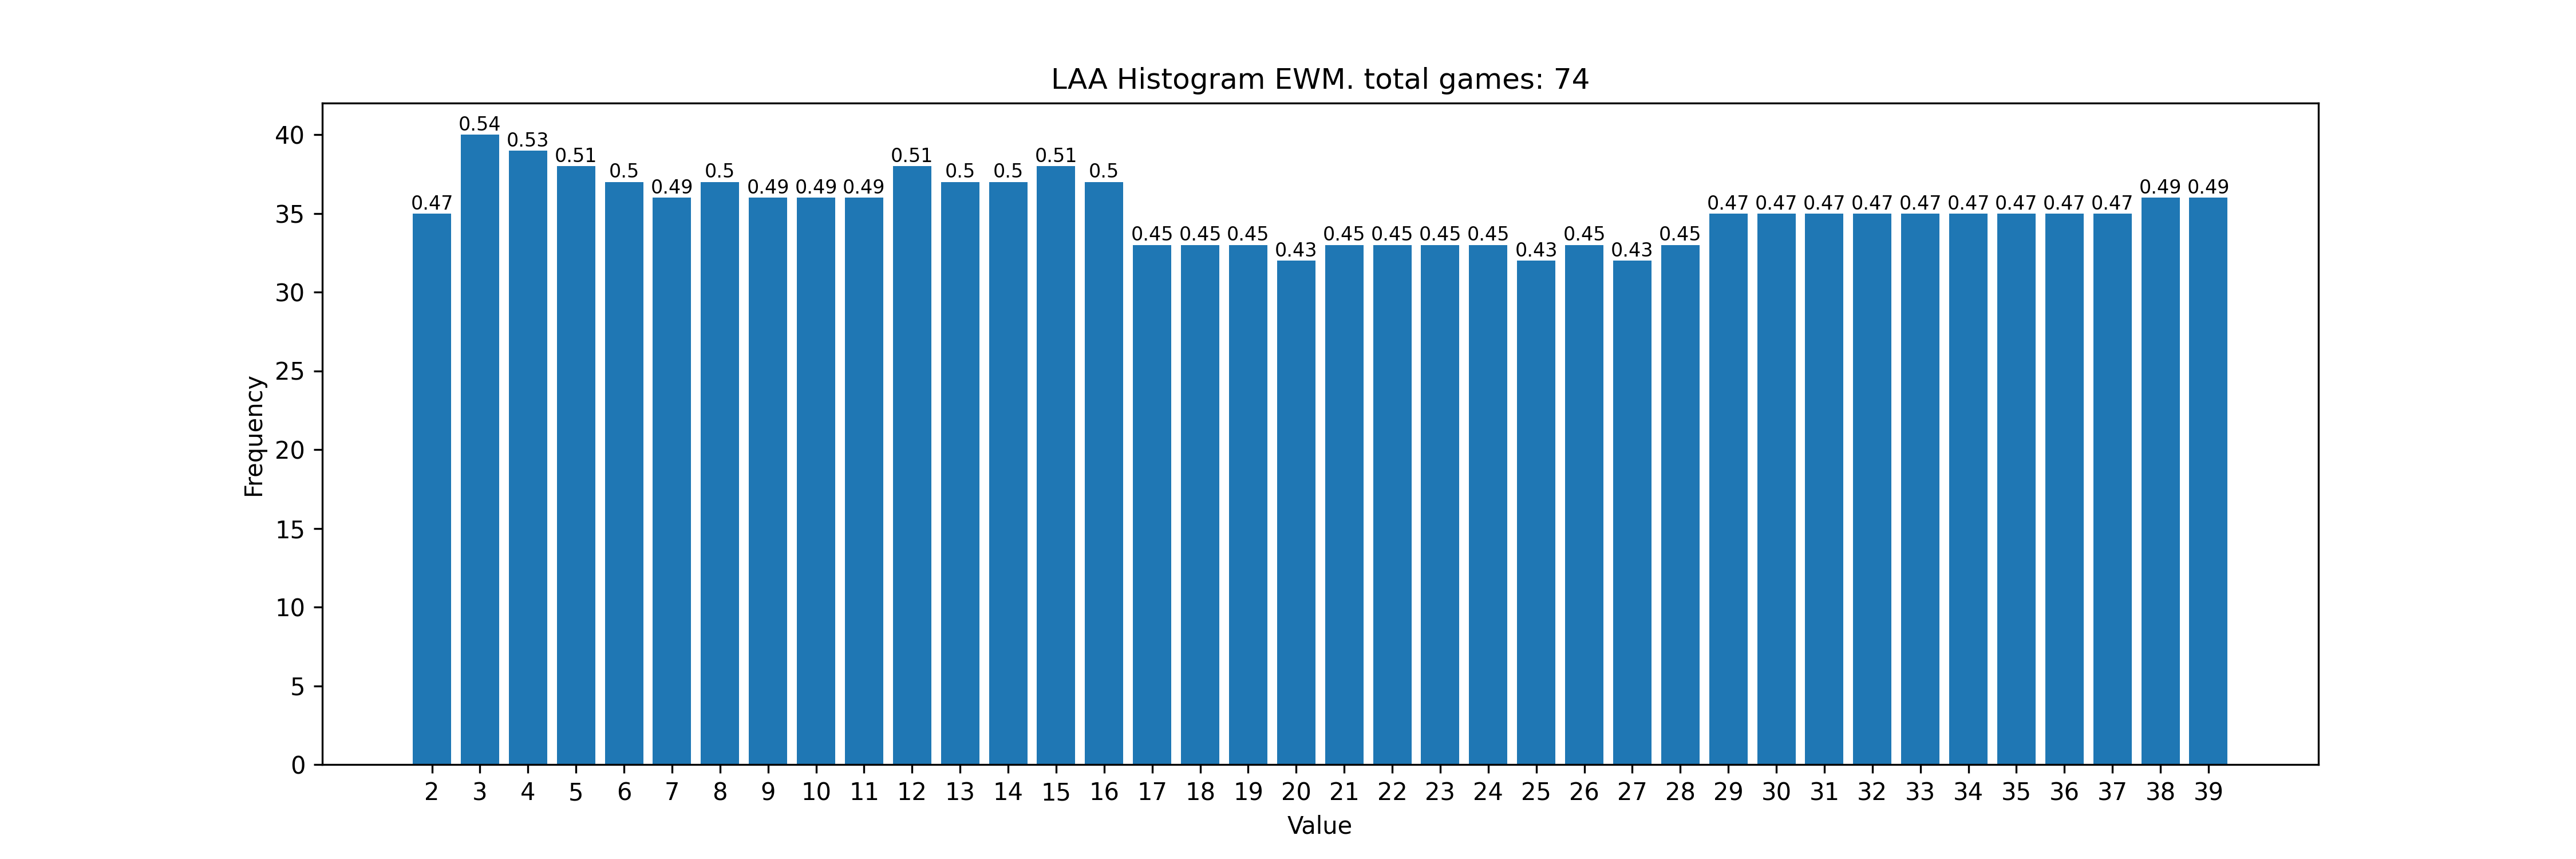 LAA Histogram EWM. total games: 74
Frequency
40
35
30
25
20
15
10
5
0
0.47 0.54 0.53 0.51 0.5 0.49 0.5 0.49 0.49 0.49 0.51 0.5 0.5 0.51 0.5 0.45 0.45 0.45 0.43 0.45 0.45 0.45 0.45 0.43 0.45 0.43 0.45 0.47 0.47 0.47 0.47 0.47 0.47 0.47 0.47 0.47 0.49 0.49
2 3 4 5 6 7 8 9 10 11 12 13 14 15 16 17 18 19 20 21 22 23 24 25 26 27 28 29 30 31 32 33 34 35 36 37 38 39
Value